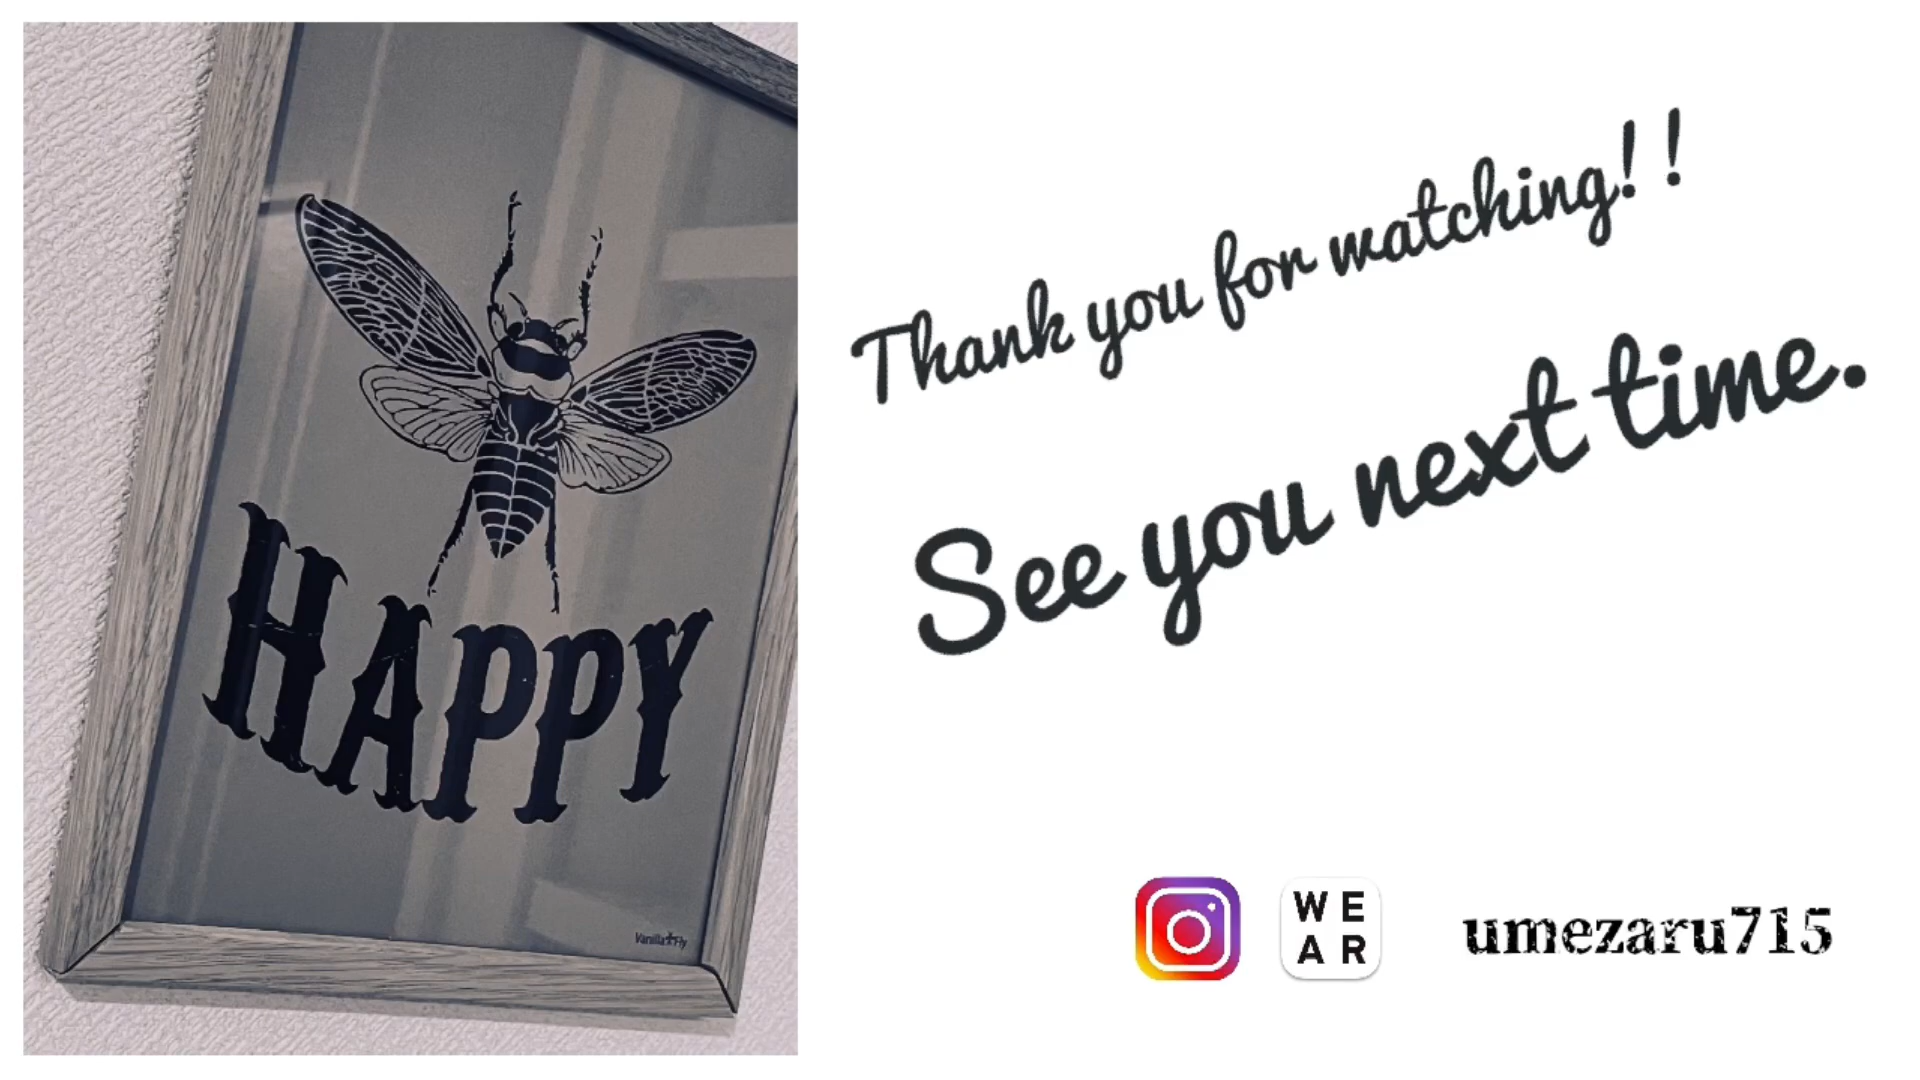 HAPPY
Vanilla Fly
Thank you for watching! !
See you next time.
WE
AR
umezaru715